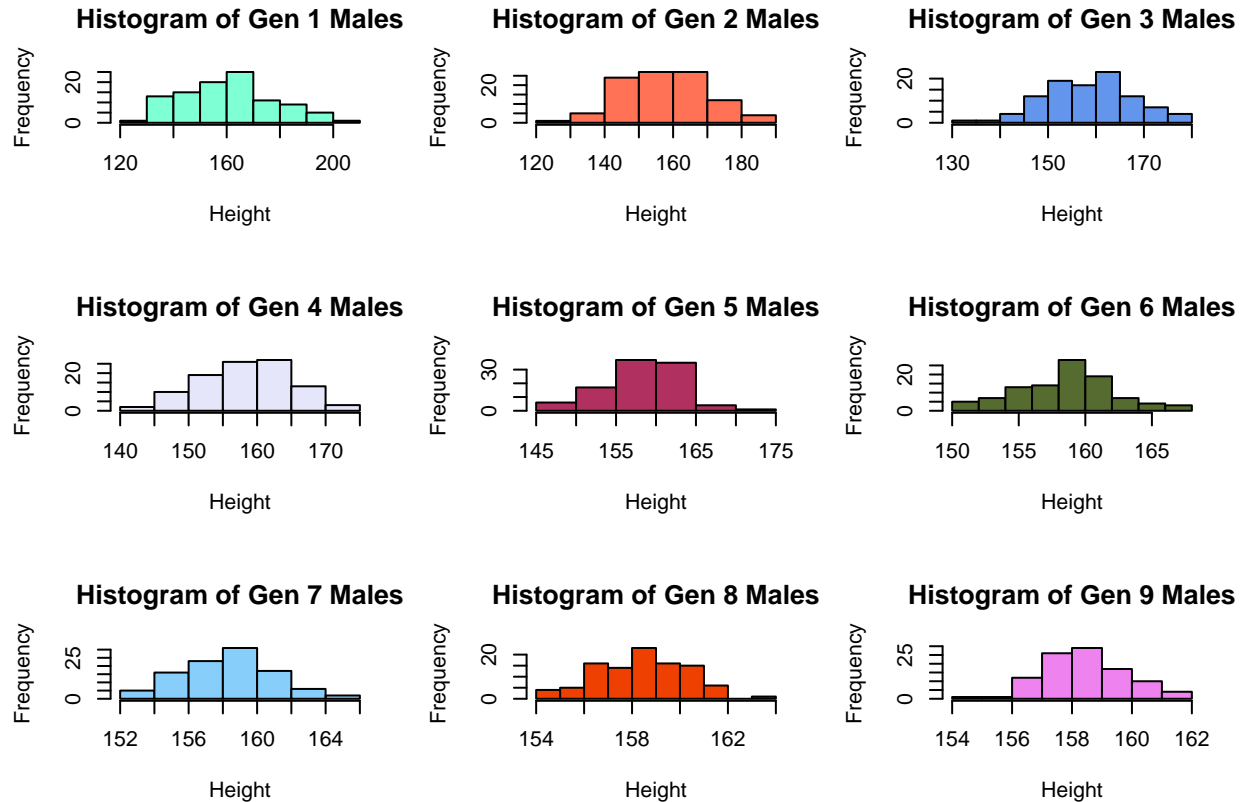 Histogram of Gen 1 Males
Frequency
0 20
120 160 200
Height
Histogram of Gen 2 Males
Frequency
0 20
120 140 160 180
Height
Histogram of Gen 3 Males
Frequency
0 20
130 150 170
Height
Histogram of Gen 4 Males
Frequency
0 20
140 150 160 170
Height
Histogram of Gen 5 Males
Frequency
0 30
145 155 165 175
Height
Histogram of Gen 6 Males
Frequency
0 20
150 155 160 165
Height
Histogram of Gen 7 Males
Frequency
0 25
152 156 160 164
Height
Histogram of Gen 8 Males
Frequency
0 20
154 158 162
Height
Histogram of Gen 9 Males
Frequency
0 25
154 156 158 160 162
Height